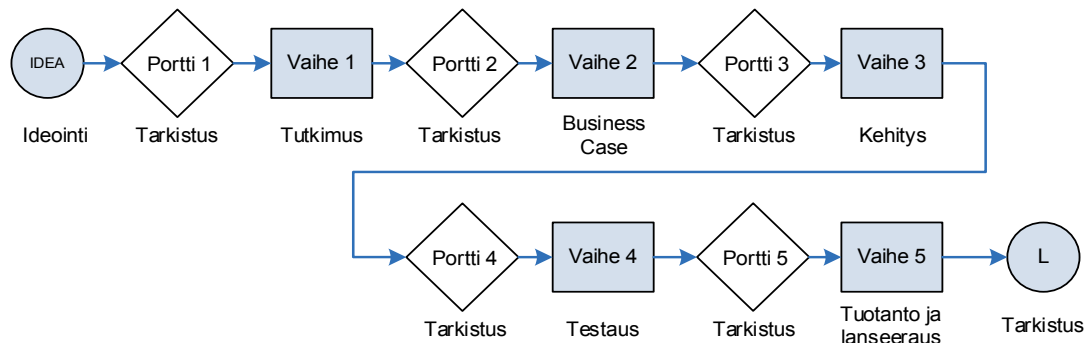 IDEA
Portti 1
Vaihe 1
Portti 2
Vaihe 2
Portti 3
Vaihe 3
Ideointi
Tarkistus
Tutkimus
Tarkistus
Business
Case
Tarkistus
Kehitys
Portti 4
Vaihe 4
Portti 5
Vaihe 5
L
Tarkistus
Testaus
Tarkistus
Tuotanto ja
lanseeraus
Tarkistus